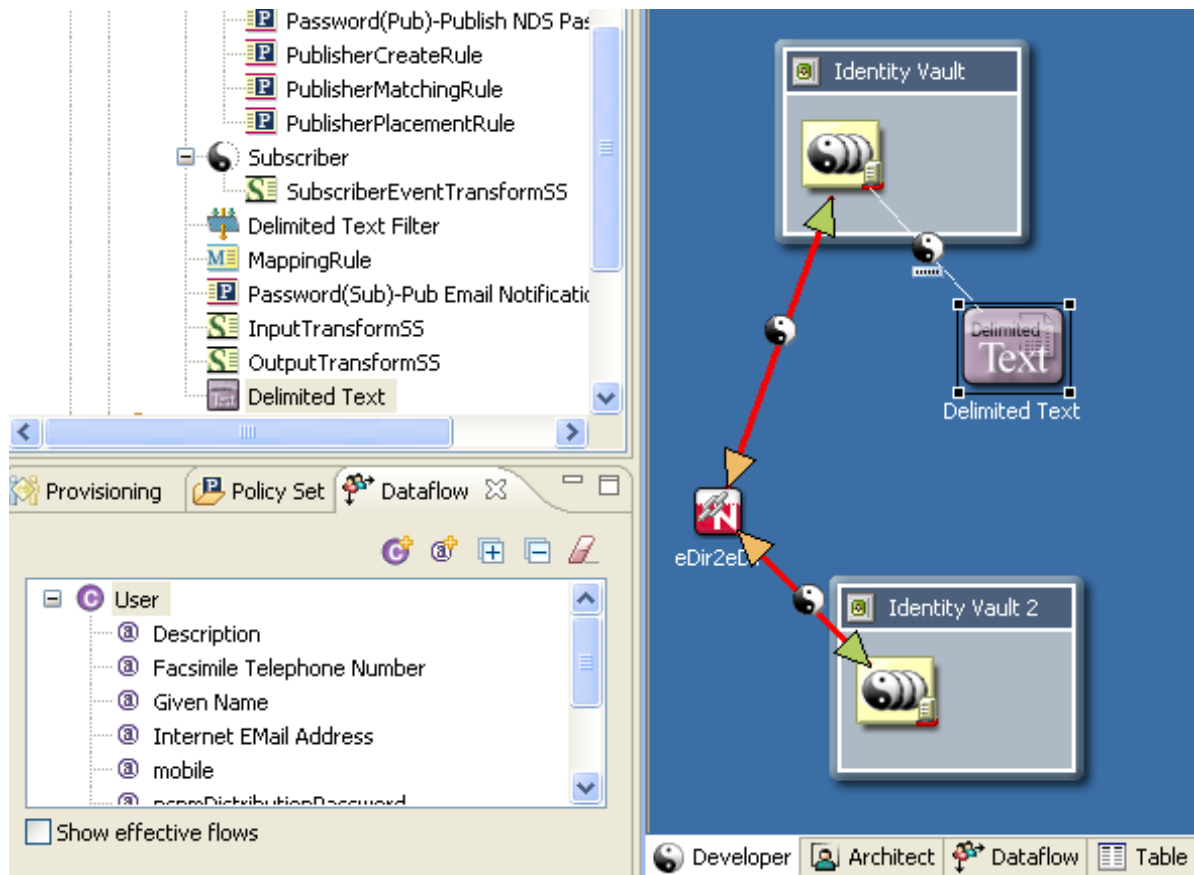 Password(Pub)-Publish NDS Pas
PublisherCreateRule
PublisherMatchingRule
PublisherPlacementRule
Subscriber
SubscriberEventTransformSS
Delimited Text Filter
MappingRule
Password(Sub)-Pub Email Notificatio
InputTransformSS
OutputTransformSS
Delimited Text
Provisioning
Policy Set
Dataflow
User
Description
Facsimile Telephone Number
Given Name
Internet EMail Address
mobile
Show effective flows
Identity Vault
Delimited
Text
Delimited Text
N
eDir2eDi
Identity Vault 2
Developer
Architect
Dataflow
Table